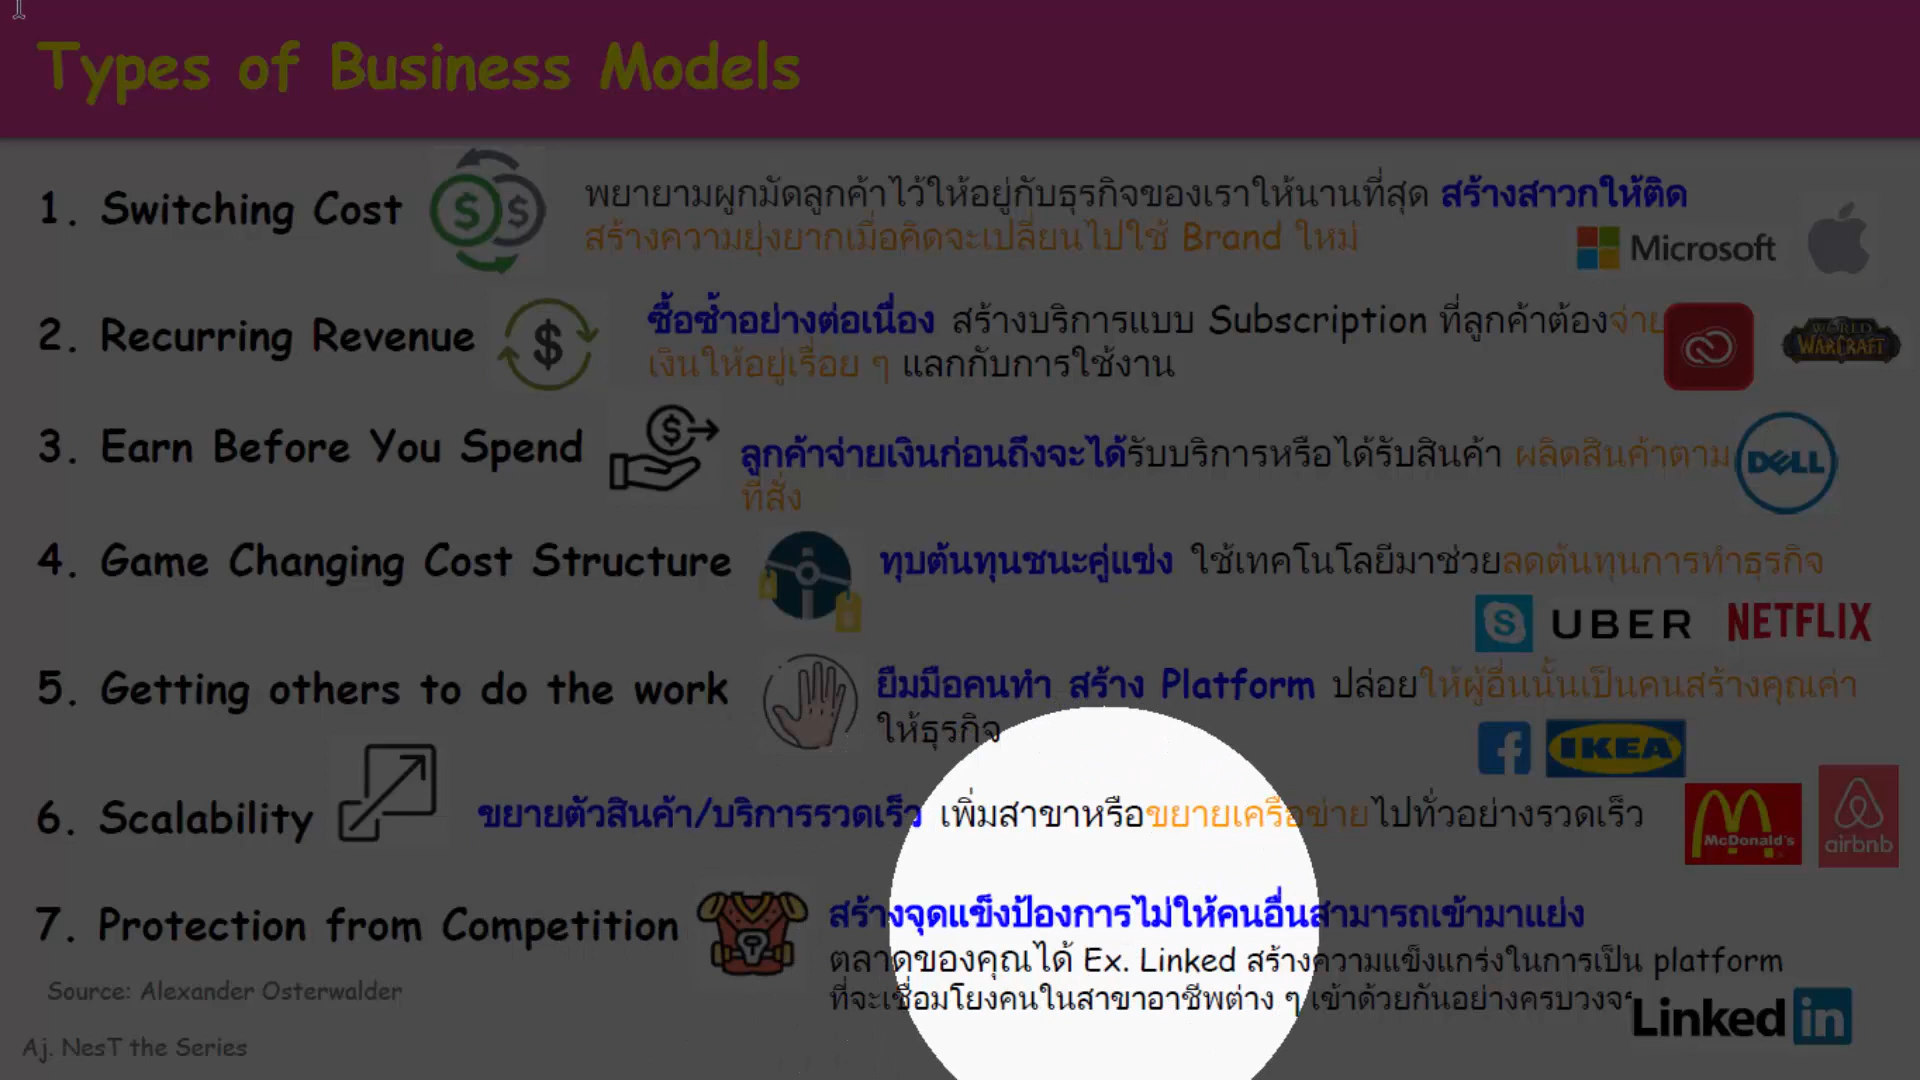 Types of Business Models
1. Switching Cost
$ $
พยายามผูกมัดลูกค้าไว้ให้อยู่กับธุรกิจของเราให้นานที่สุด สร้างสาวกให้ติด
สร้างความยุ่งยากเมื่อคิดจะเปลี่ยนไปใช้ Brand ใหม่
Microsoft
2. Recurring Revenue
$
ซื้อซ้ำอย่างต่อเนื่อง สร้างบริการแบบ Subscription ที่ลูกค้าต้องจ่าย
เงินให้อยู่เรื่อย ๆ แลกกับการใช้งาน
WORLD
WARCRAFT
3. Earn Before You Spend
$
ลูกค้าจ่ายเงินก่อนถึงจะได้รับบริการหรือได้รับสินค้า ผลิตสินค้าตาม
ที่สั่ง
DELL
4. Game Changing Cost Structure
ทุบต้นทุนชนะคู่แข่ง ใช้เทคโนโลยีมาช่วยลดต้นทุนการทำธุรกิจ
S UBER NETFLIX
5. Getting others to do the work
ยืมมือคนทำ สร้าง Platform ปล่อยให้ผู้อื่นนั้นเป็นคนสร้างคุณค่า
ให้ธุรกิจ
f IKEA
6. Scalability
ขยายตัวสินค้า/บริการรวดเร็ว เพิ่มสาขาหรือขยายเครือข่ายไปทั่วอย่างรวดเร็ว
McDonald's
airbnb
7. Protection from Competition
สร้างจุดแข็งป้องการไม่ให้คนอื่นสามารถเข้ามาแย่ง
ตลาดของคุณได้ Ex. Linked สร้างความแข็งแกร่งในการเป็น platform
ที่จะเชื่อมโยงคนในสาขาอาชีพต่าง ๆ เข้าด้วยกันอย่างครบวงจร
Linked in
Source: Alexander Osterwalder
Aj. NesT the Series